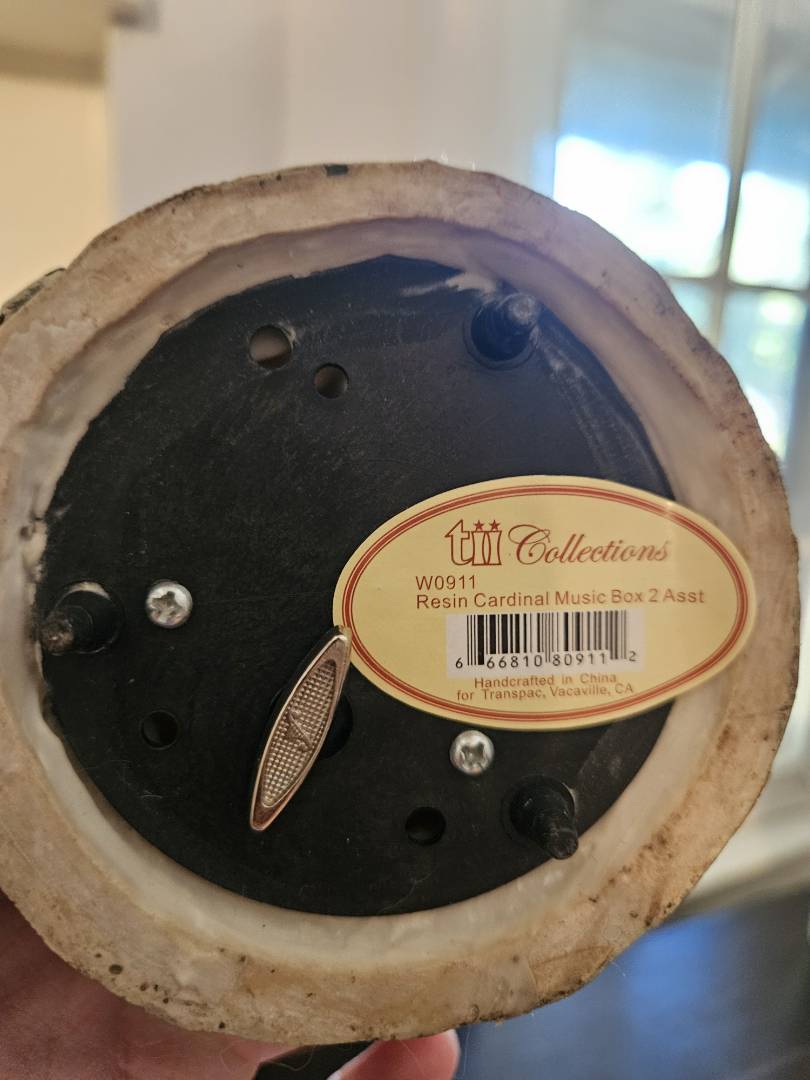 tii Collections
W0911
Resin Cardinal Music Box 2 Asst
6 66810 80911 2
Handcrafted in China
for Transpac, Vacaville, CA